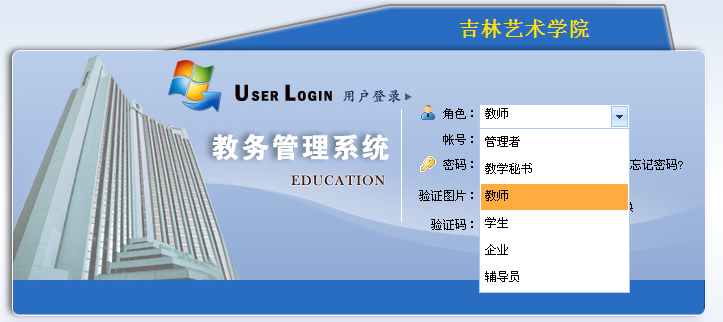 吉林艺术学院
USER LOGIN 用户登录
教务管理系统
EDUCATION
角色： 教师
帐号：
密码： 忘记密码?
验证图片：
验证码：
管理者
教学秘书
教师
学生
企业
辅导员